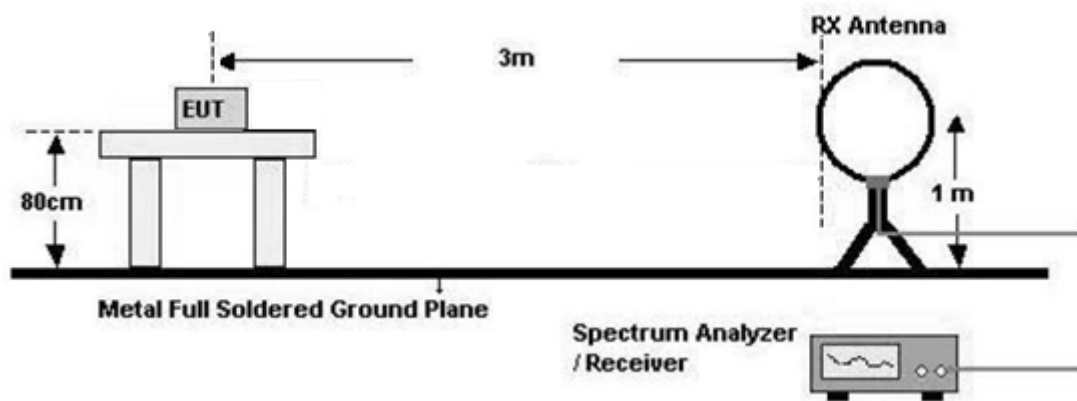 RX Antenna
3m
EUT
80cm
1 m
Metal Full Soldered Ground Plane
Spectrum Analyzer
/ Receiver